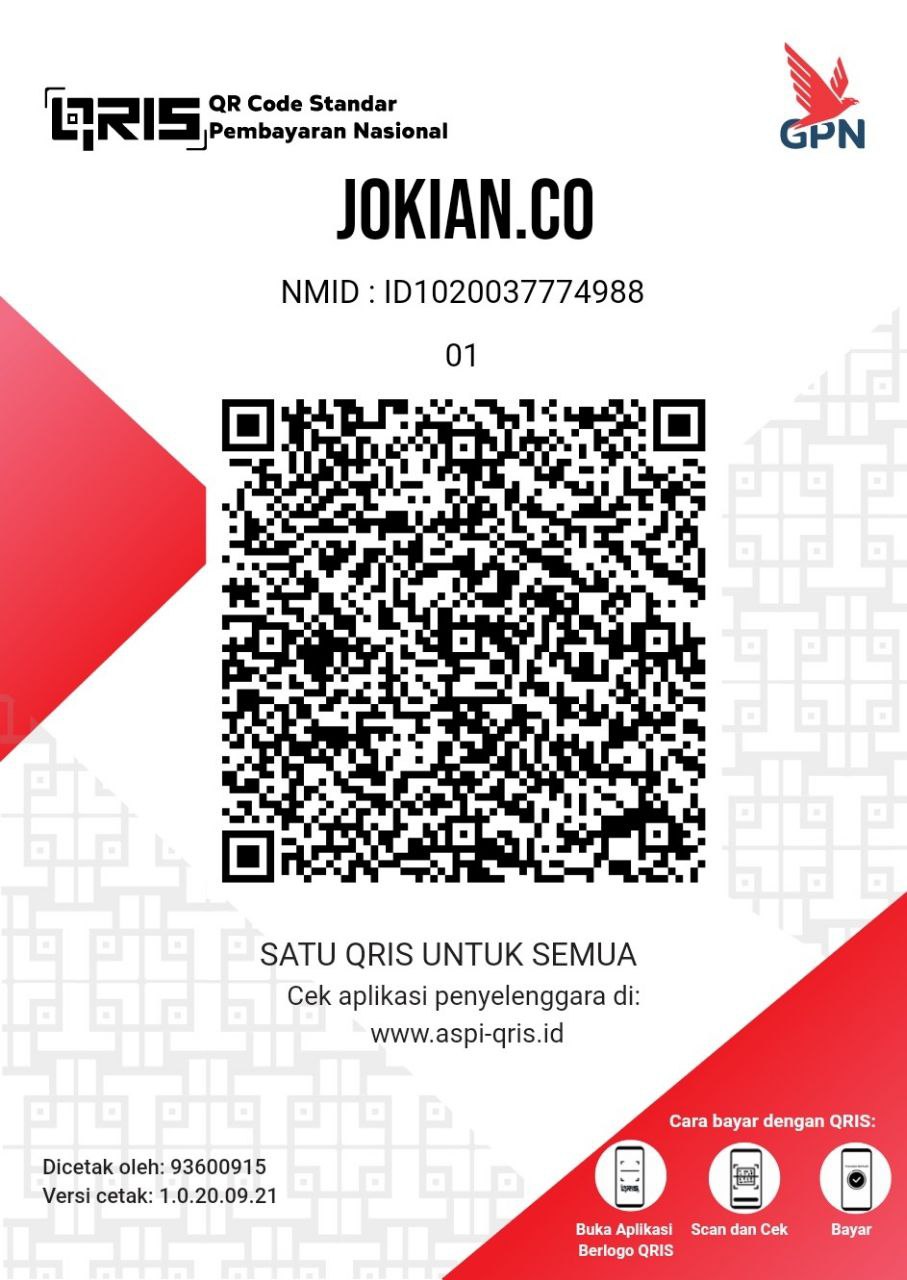 QRIS QR Code Standar
Pembayaran Nasional
GPN
JOKIAN.CO
NMID : ID1020037774988
01
SATU QRIS UNTUK SEMUA
Cek aplikasi penyelenggara di:
www.aspi-qris.id
Cara bayar dengan QRIS:
Dicetak oleh: 93600915
Versi cetak: 1.0.20.09.21
QRIS
Buka Aplikasi
Berlogo QRIS
Scan dan Cek
Bayar